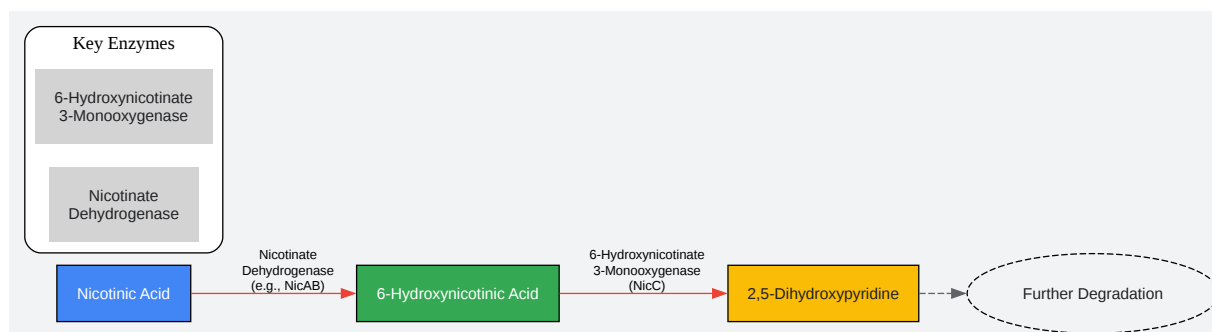 Key Enzymes
6-Hydroxynicotinate
3-Monooxygenase
Nicotinate
Dehydrogenase
Nicotinic Acid
Nicotinate
Dehydrogenase
(e.g., NicAB)
6-Hydroxynicotinic Acid
6-Hydroxynicotinate
3-Monooxygenase
(NicC)
2,5-Dihydroxypyridine
Further Degradation